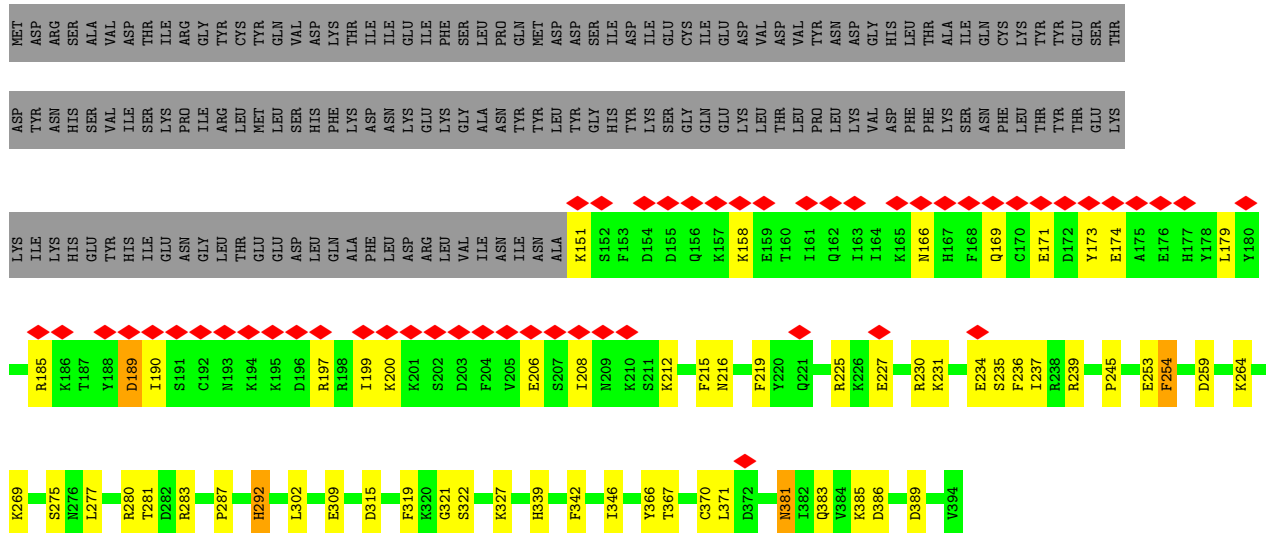 MET ASP ARG SER ALA VAL ASP THR ILE ILE ARG GLY TYR CYS TYR GLN VAL ASP LYS THR ILE ILE GLU ILE PHE SER LEU PRO GLN MET ASP ASP SER ILE ASP ILE GLU CYS ILE GLU ASP VAL ASP VAL TYR ASN ASP GLY HIS LEU THR ALA ILE GLN CYS LYS TYR TYR GLU SER THR
ASP TYR ASN HIS SER VAL ILE SER LYS PRO ILE ARG LEU MET LEU SER HIS PHE LYS ASP ASN LYS GLU LYS GLY ALA ASN TYR TYR LEU TYR GLY HIS TYR LYS SER GLY GLN GLU LYS LEU THR LEU PRO LEU LYS VAL ASP PHE PHE LYS SER ASN PHE LEU THR TYR THR GLU LYS
LYS ILE LYS HIS GLU TYR HIS ILE GLU ASN GLY LEU THR GLU GLU ASP LEU GLN ALA PHE LEU ASP ARG LEU VAL ILE ASN ILE ASN ALA K151 S152 F153 D154 D155 Q156 K157 K158 E159 T160 I161 Q162 I163 I164 K165 N166 H167 F168 Q169 C170 E171 D172 Y173 E174 A175 E176 H177 Y178 L179 Y180
R185 K186 T187 Y188 D189 I190 S191 C192 N193 K194 K195 D196 R197 R198 I199 K200 K201 S202 D203 F204 V205 E206 S207 I208 N209 K210 S211 K212 F215 N216 F219 Y220 Q221 R225 K226 E227 R230 K231 E234 S235 F236 I237 R238 R239 P245 E253 F254 D259 K264
K269 S275 N276 L277 R280 T281 D282 R283 P287 H292 L302 E309 D315 F319 K320 G321 S322 K327 H339 F342 I346 Y366 T367 C370 L371 D372 N381 I382 Q383 V384 K385 D386 D389 V394